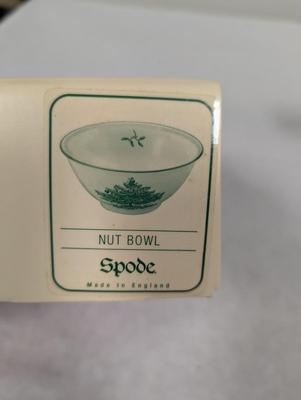 NUT BOWL
Spode.
Made in England